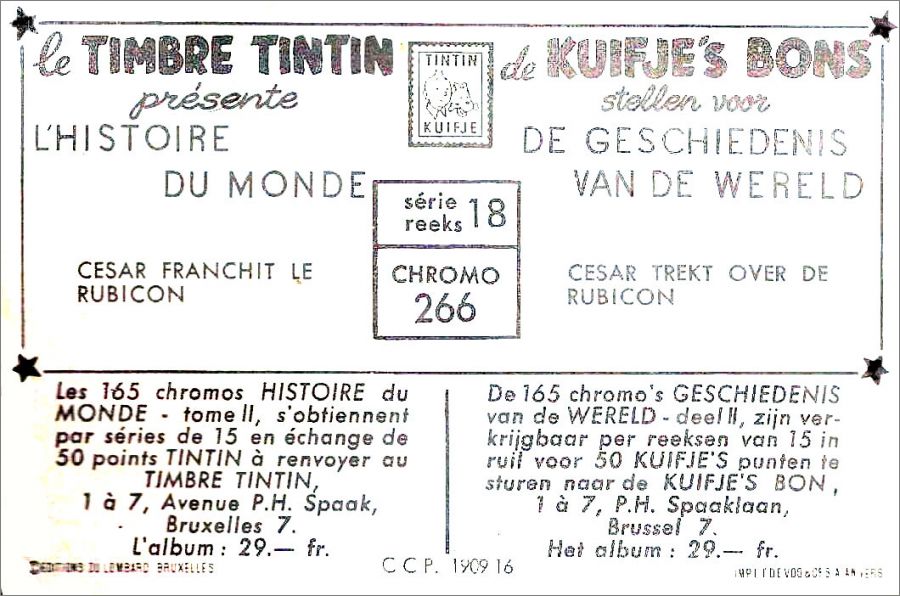 le TIMBRE TINTIN
présente
L'HISTOIRE
DU MONDE
TINTIN
KUIFJE
de KUIFJE'S BONS
stellen voor
DE GESCHIEDENIS
VAN DE WERELD
série
reeks 18
CHROMO
266
CESAR FRANCHIT LE
RUBICON
CESAR TREKT OVER DE
RUBICON
Les 165 chromos HISTOIRE du
MONDE - tome II, s'obtiennent
par séries de 15 en échange de
50 points TINTIN à renvoyer au
TIMBRE TINTIN,
1 à 7, Avenue P.H. Spaak,
Bruxelles 7.
L'album : 29.— fr.
De 165 chromo's GESCHIEDENIS
van de WERELD - deel II, zijn ver-
krijgbaar per reeksen van 15 in
ruil voor 50 KUIFJE'S punten te
sturen naar de KUIFJE'S BON,
1 à 7, P.H. Spaaklaan,
Brussel 7.
Het album : 29.— fr.
EDITIONS DU LOMBARD BRUXELLES
C C P. 1909 16